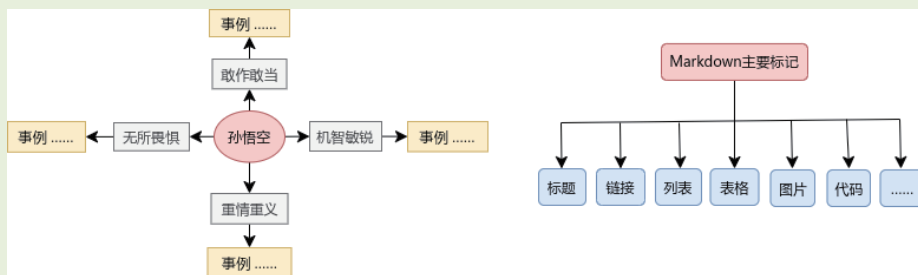 事例 ......
敢作敢当
事例 ......
无所畏惧
孙悟空
机智敏锐
事例 ......
重情重义
事例 ......
Markdown主要标记
标题
链接
列表
表格
图片
代码
......